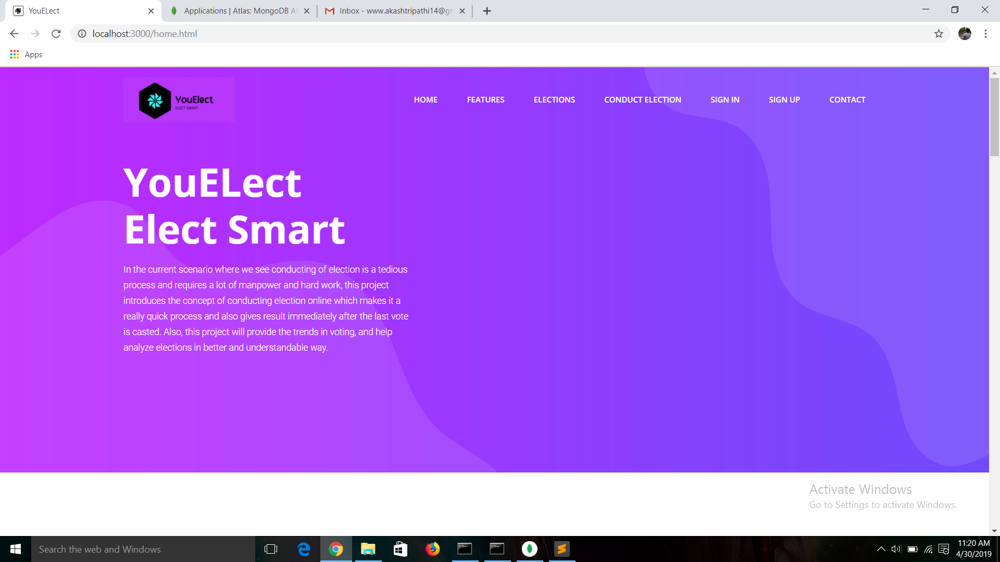 YouELect
Applications | Atlas: MongoDB At
Inbox - www.akashtripathi14@gm
localhost:3000/home.html
Apps
YouElect
ELECT SMART
HOME
FEATURES
ELECTIONS
CONDUCT ELECTION
SIGN IN
SIGN UP
CONTACT
YouELect
Elect Smart
In the current scenario where we see conducting of election is a tedious
process and requires a lot of manpower and hard work, this project
introduces the concept of conducting election online which makes it a
really quick process and also gives result immediately after the last vote
is casted. Also, this project will provide the trends in voting, and help
analyze elections in better and understandable way.
Activate Windows
Go to Settings to activate Windows.
Search the web and Windows
11:20 AM
4/30/2019